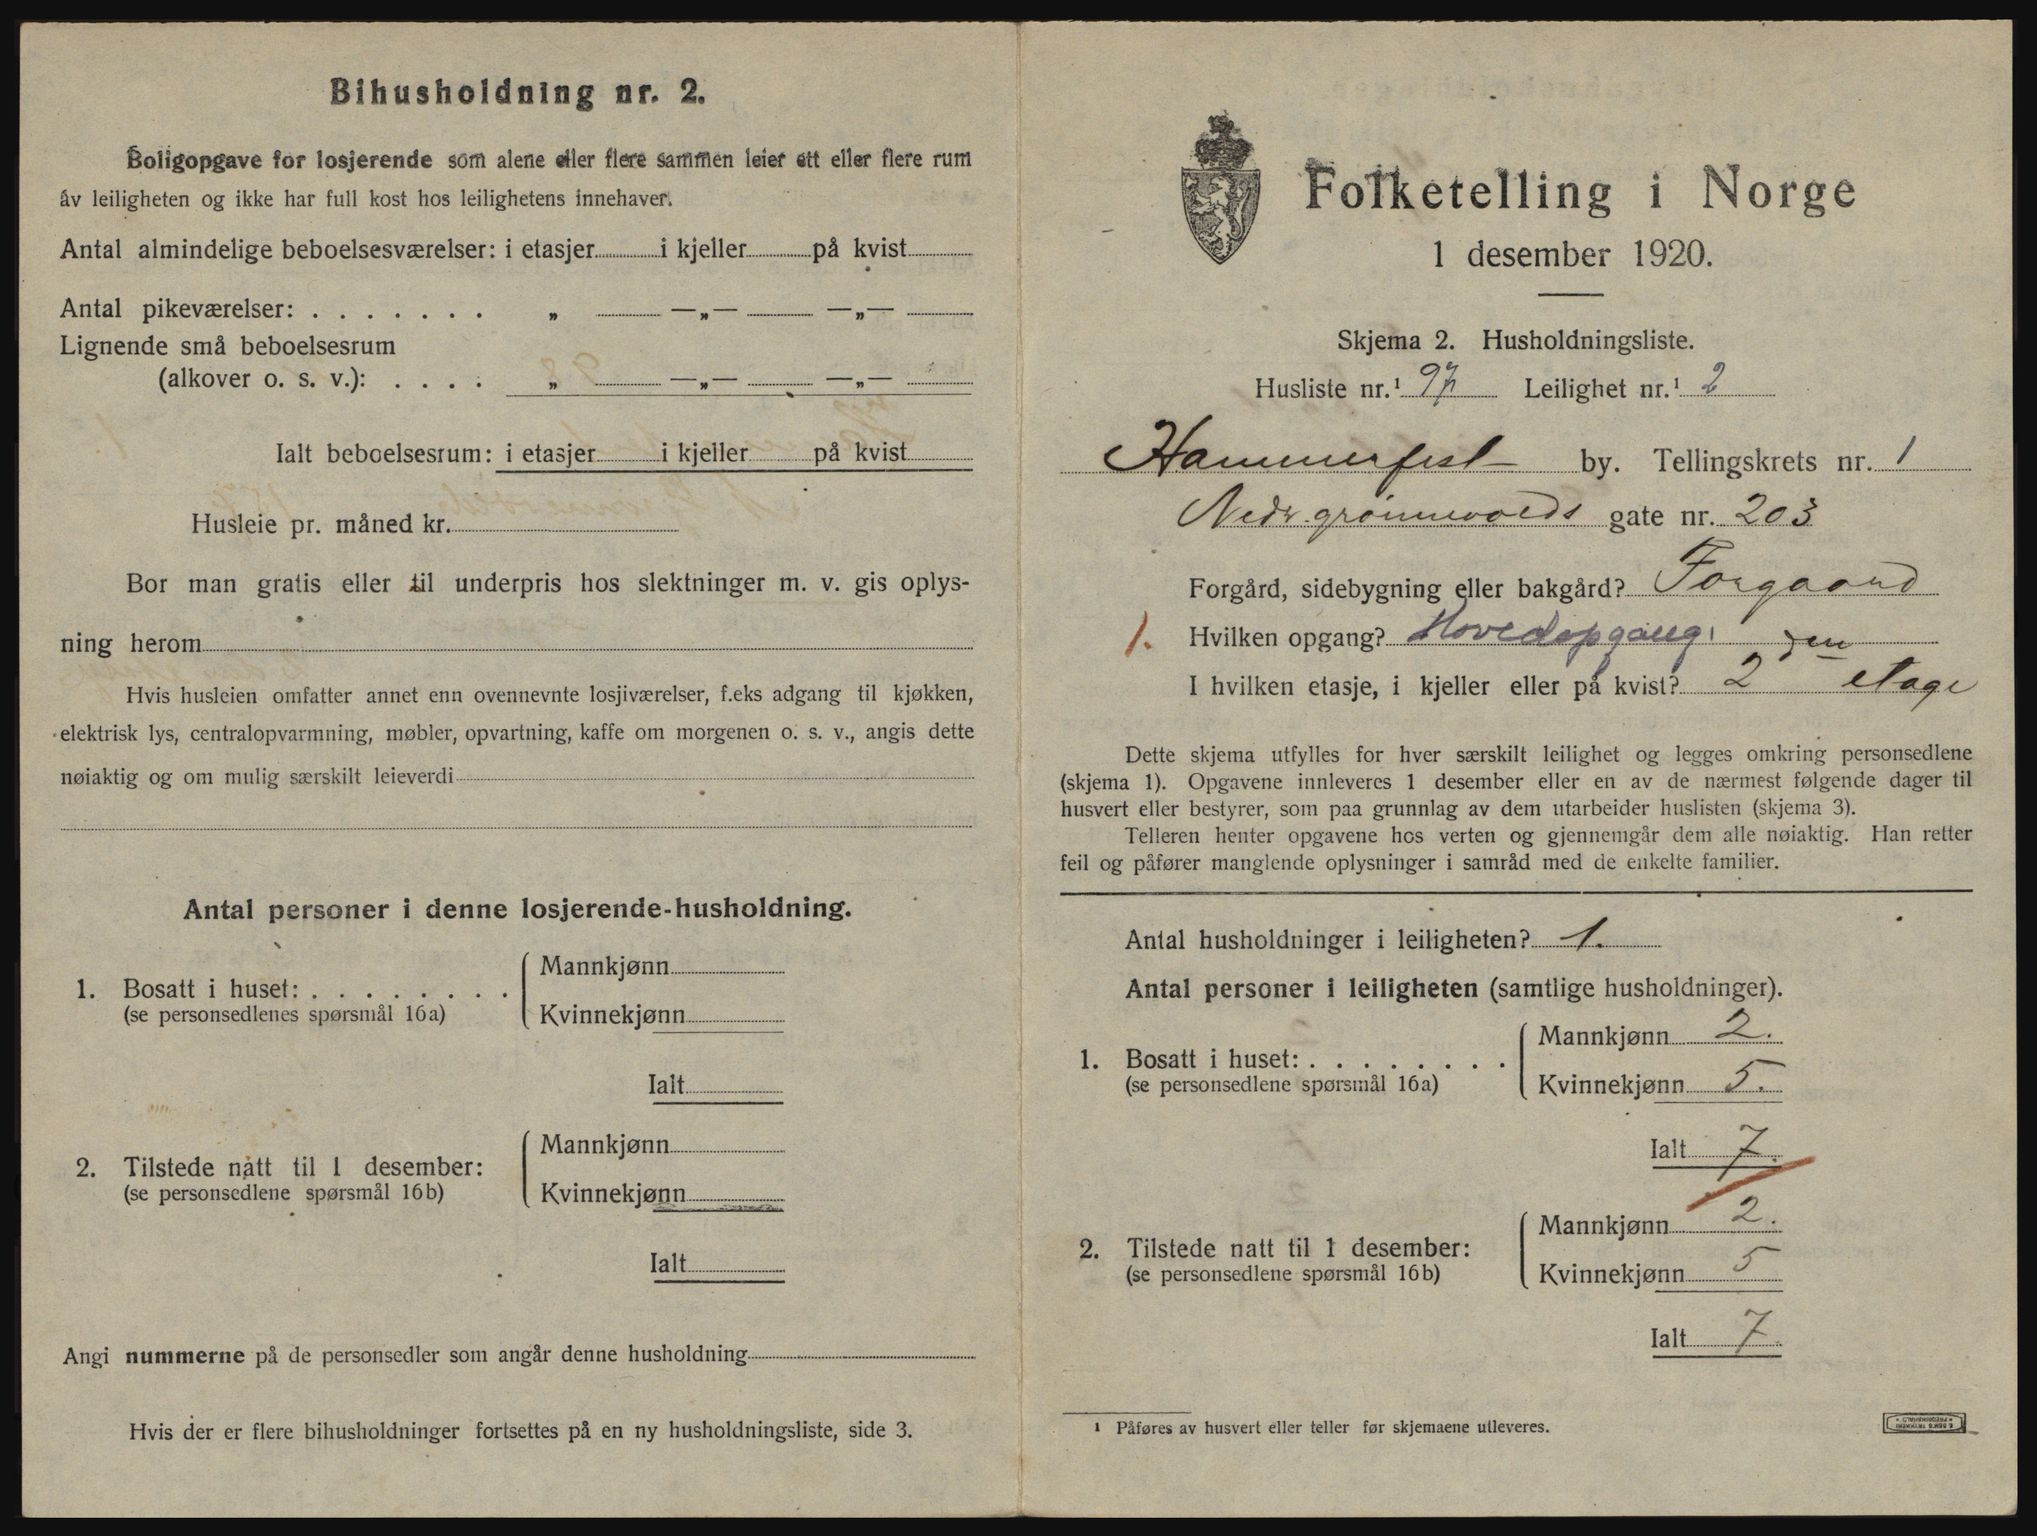 Bihusholdning nr. 2.
Boligopgave for losjerende som alene eller flere sammen leier ett eller flere rum
av leiligheten og ikke har full kost hos leilighetens innehaver.
Antal almindelige beboelsesværelser: i etasjer i kjeller på kvist
Antal pikeværelser: . . . . . . . „ —„— —„—
Lignende små beboelsesrum
(alkover o. s. v.): . . . . „ —„— —„—
Ialt beboelsesrum: i etasjer i kjeller på kvist
Husleie pr. måned kr.
Bor man gratis eller til underpris hos slektninger m. v. gis oplys-
ning herom
Hvis husleien omfatter annet enn ovennevnte losjiværelser, f.eks adgang til kjøkken,
elektrisk lys, centralopvarmning, møbler, opvartning, kaffe om morgenen o. s. v., angis dette
nøiaktig og om mulig særskilt leieverdi
Antal personer i denne losjerende-husholdning.
1. Bosatt i huset: . . . . . . . . Mannkjønn
(se personsedlenes spørsmål 16a) Kvinnekjønn
Ialt
2. Tilstede natt til 1 desember: Mannkjønn
(se personsedlene spørsmål 16b) Kvinnekjønn
Ialt
Angi nummerne på de personsedler som angår denne husholdning
Hvis der er flere bihusholdninger fortsettes på en ny husholdningsliste, side 3.
Folketelling i Norge
1 desember 1920.
Skjema 2. Husholdningsliste.
Husliste nr.¹ 97 Leilighet nr.¹ 2
Hammerfest by. Tellingskrets nr. 1
Nedr. grønnevolds gate nr. 203
Forgård, sidebygning eller bakgård? Forgaard
1. Hvilken opgang? Hovedopgang
I hvilken etasje, i kjeller eller på kvist? 2 den etage
Dette skjema utfylles for hver særskilt leilighet og legges omkring personsedlene
(skjema 1). Opgavene innleveres 1 desember eller en av de nærmest følgende dager til
husvert eller bestyrer, som paa grunnlag av dem utarbeider huslisten (skjema 3).
Telleren henter opgavene hos verten og gjennemgår dem alle nøiaktig. Han retter
feil og påfører manglende oplysninger i samråd med de enkelte familier.
Antal husholdninger i leiligheten? 1.
Antal personer i leiligheten (samtlige husholdninger).
1. Bosatt i huset: . . . . . . . . Mannkjønn 2.
(se personsedlene spørsmål 16a) Kvinnekjønn 5.
Ialt 7.
2. Tilstede natt til 1 desember: Mannkjønn 2.
(se personsedlene spørsmål 16b) Kvinnekjønn 5
Ialt 7.
¹ Påføres av husvert eller teller før skjemaene utleveres.